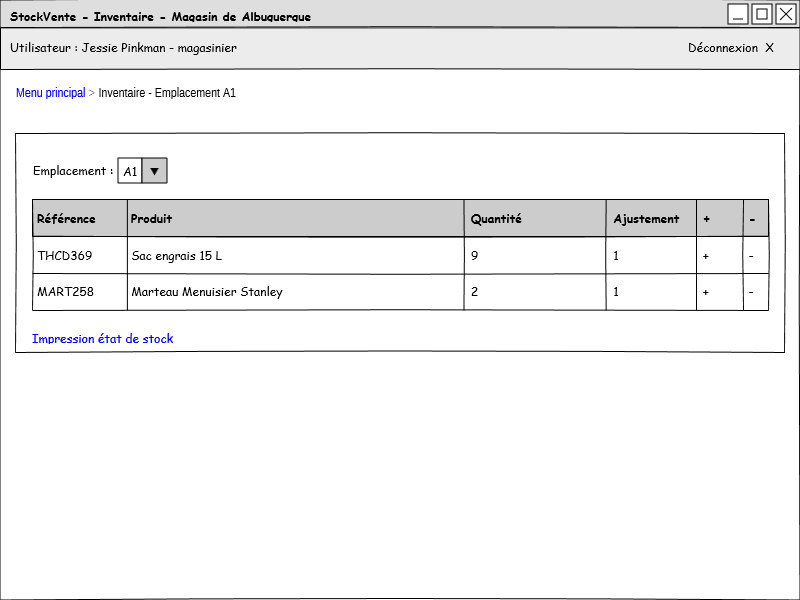 StockVente - Inventaire - Magasin de Albuquerque
Utilisateur : Jessie Pinkman - magasinier Déconnexion X
Menu principal > Inventaire - Emplacement A1
Emplacement : A1 ▼
Référence Produit Quantité Ajustement + -
THCD369 Sac engrais 15 L 9 1 + -
MART258 Marteau Menuisier Stanley 2 1 + -
Impression état de stock